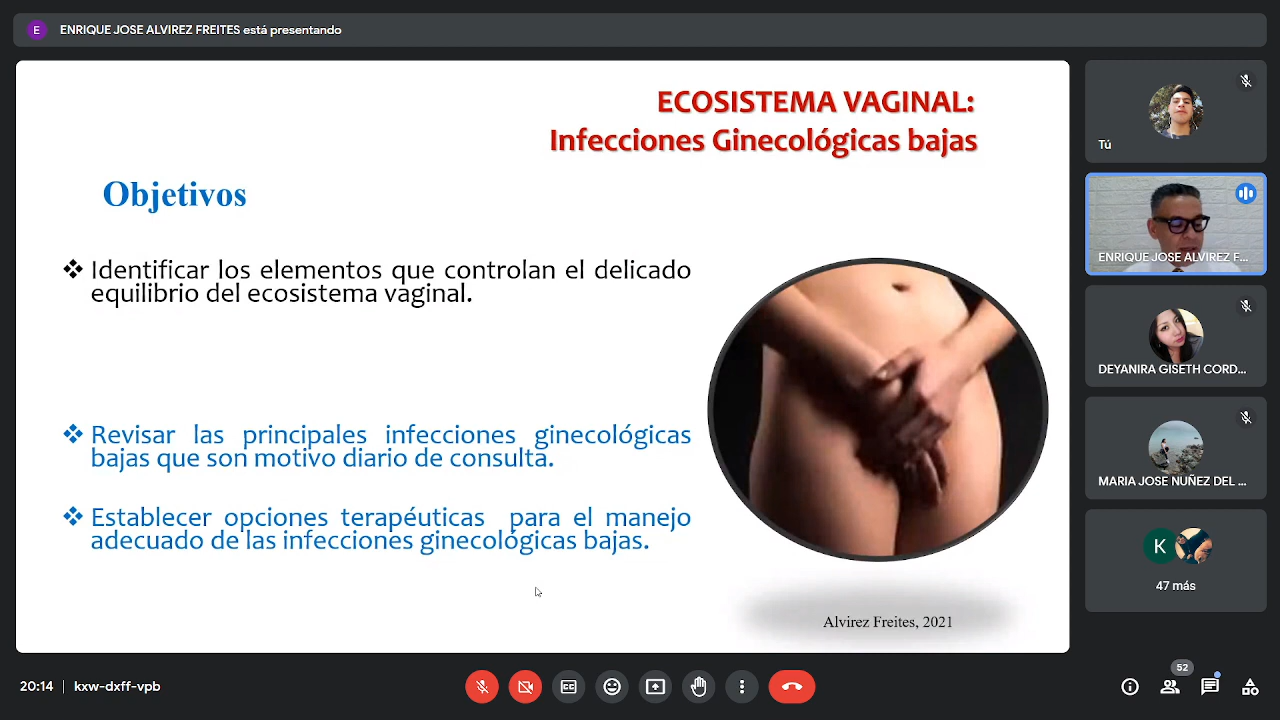 E
ENRIQUE JOSE ALVIREZ FREITES está presentando
ECOSISTEMA VAGINAL:
Infecciones Ginecológicas bajas
Objetivos
❖ Identificar los elementos que controlan el delicado
equilibrio del ecosistema vaginal.
❖ Revisar las principales infecciones ginecológicas
bajas que son motivo diario de consulta.
❖ Establecer opciones terapéuticas para el manejo
adecuado de las infecciones ginecológicas bajas.
Alvirez Freites, 2021
Tú
ENRIQUE JOSE ALVIREZ F...
DEYANIRA GISETH CORD...
MARIA JOSE NUÑEZ DEL ...
K
47 más
20:14 | kxw-dxff-vpb
52